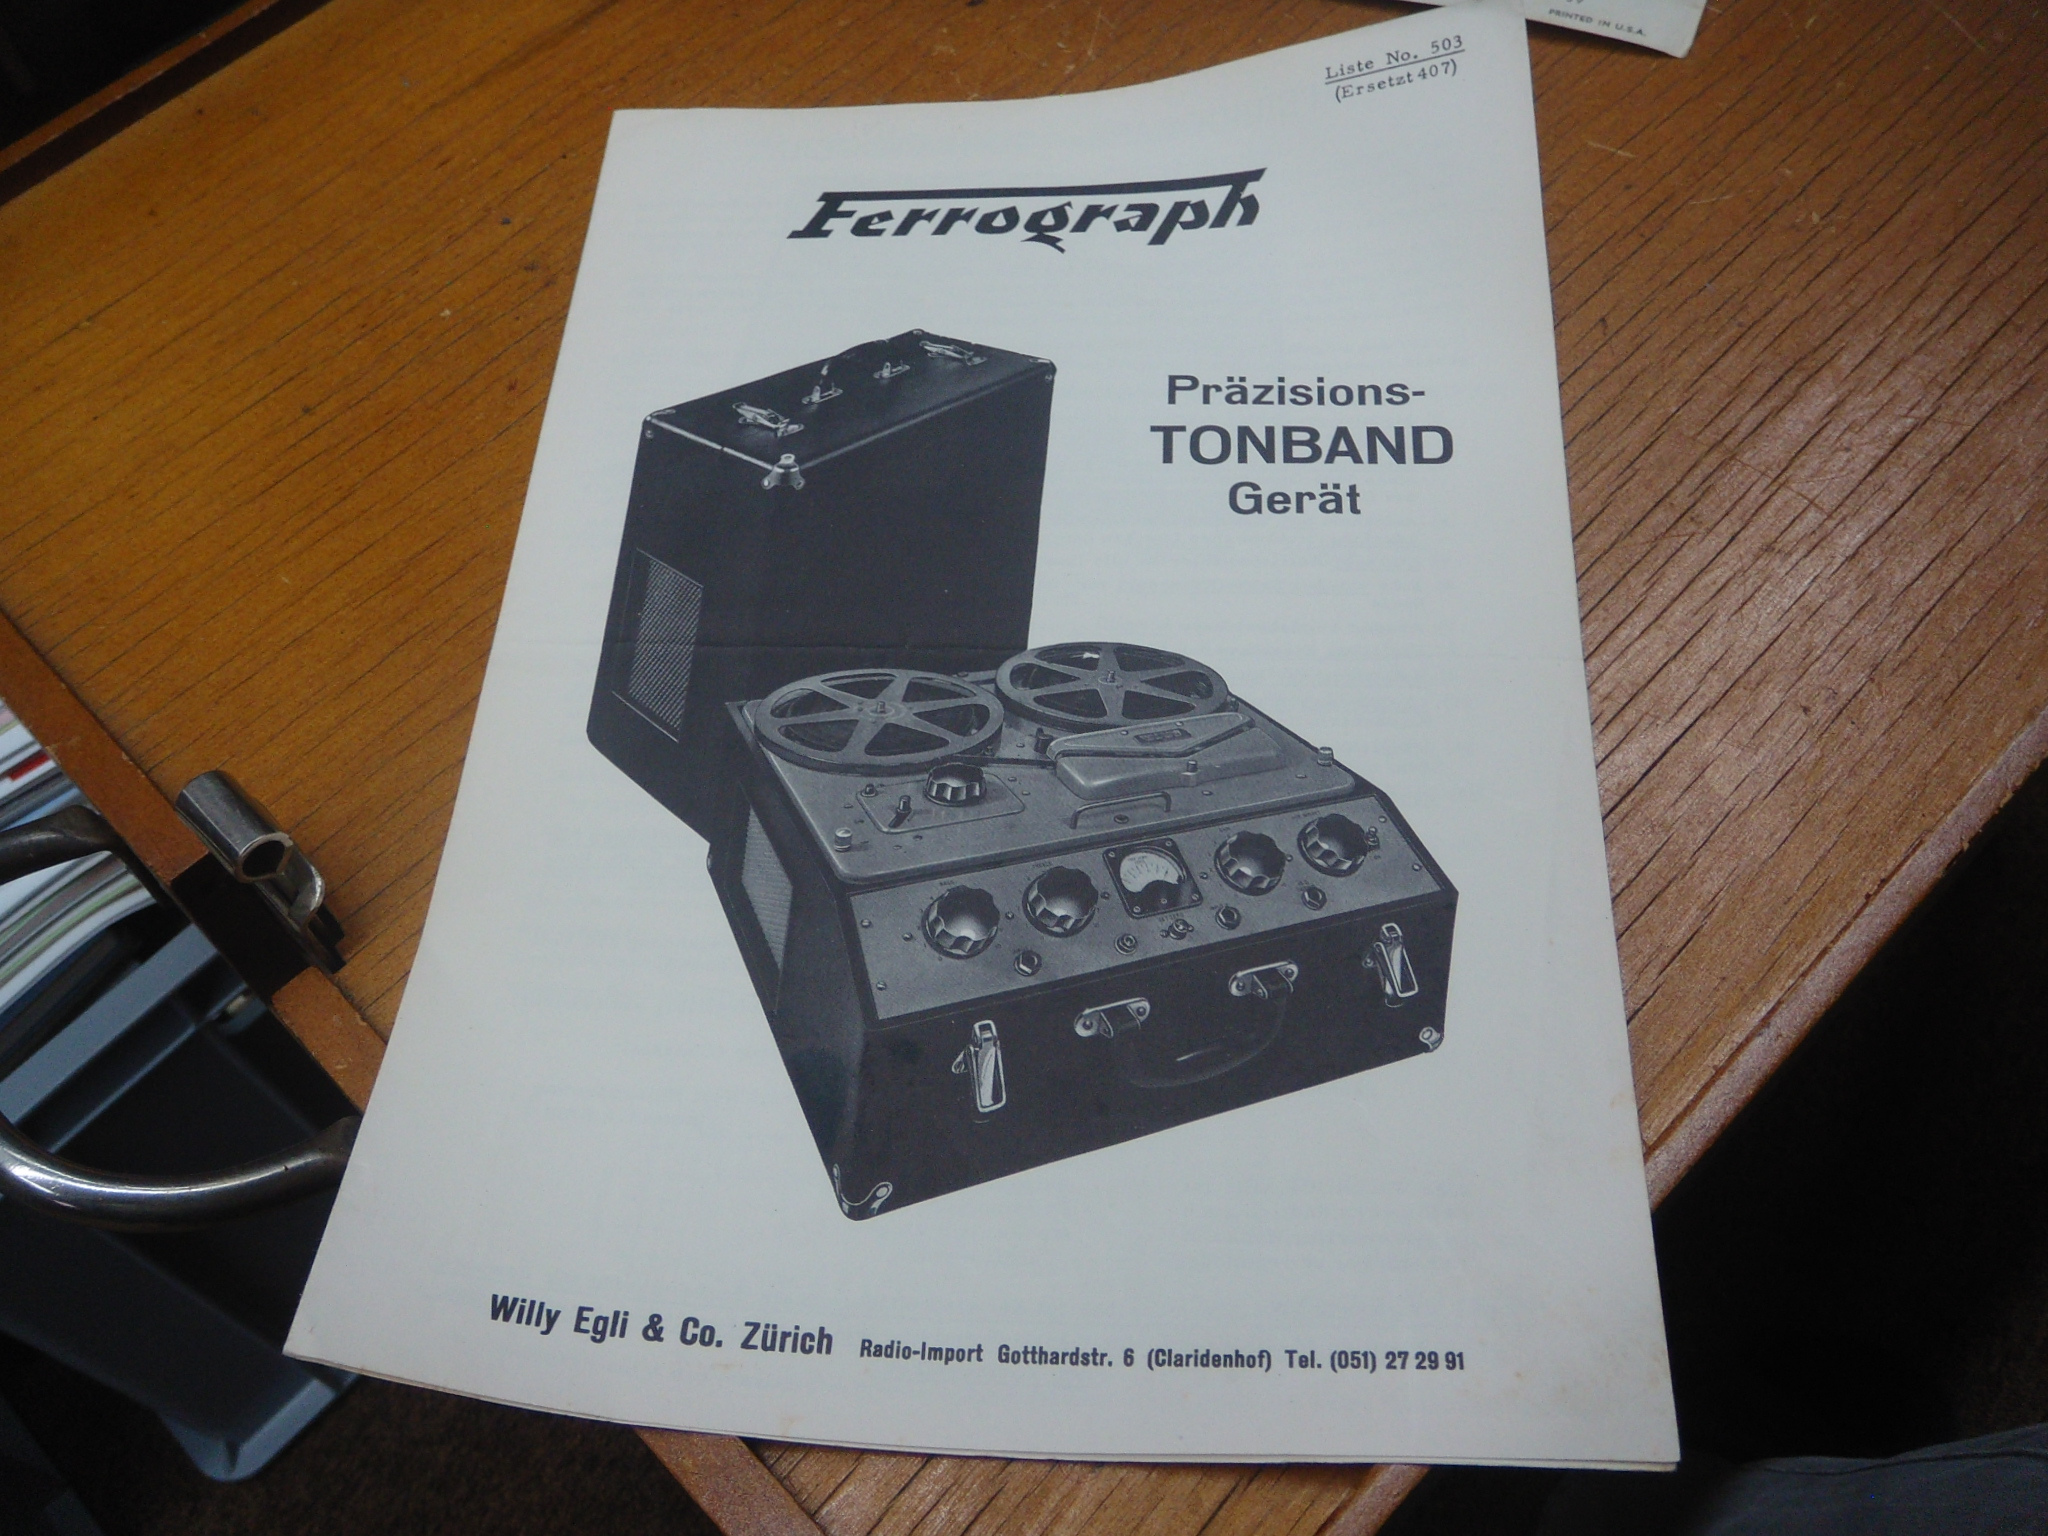 PRINTED IN U.S.A.
Liste No. 503
(Ersetzt 407)
Ferrograph
Präzisions-
TONBAND
Gerät
Willy Egli & Co. Zürich Radio-Import Gotthardstr. 6 (Claridenhof) Tel. (051) 27 29 91